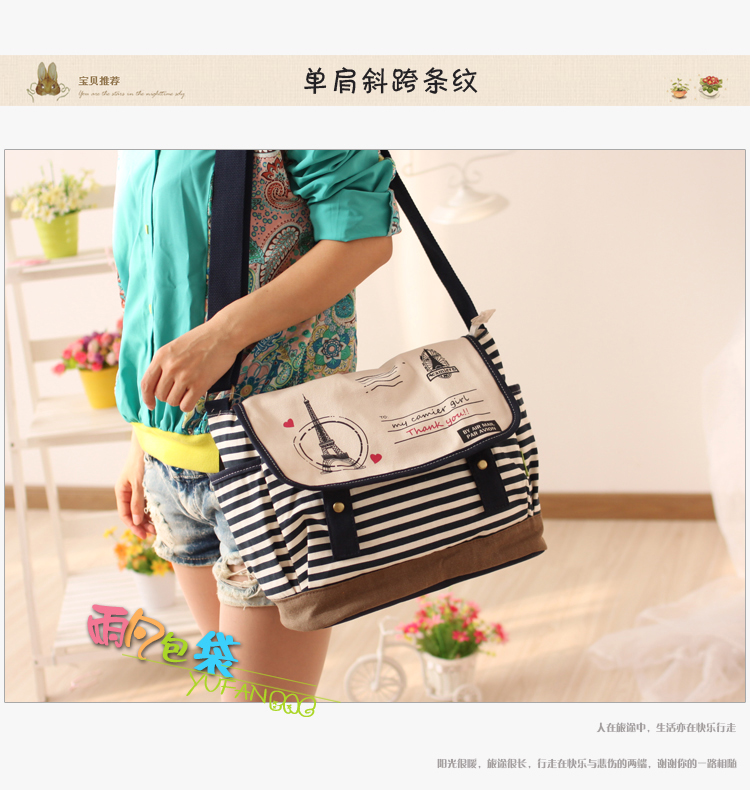 宝贝推荐
You are the stars in the nighttime sky
单肩斜跨条纹
TO:
my camier girl
Thank you!!
BY AIR MAIL
PAR AVION
雨凡包袋
YUFANBAG
人在旅途中，生活亦在快乐行走
阳光很暖，旅途很长，行走在快乐与悲伤的两端，谢谢你的一路相随